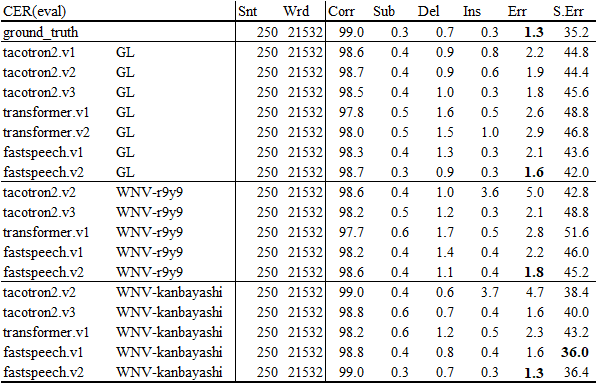 CER(eval) Snt Wrd Corr Sub Del Ins Err S.Err
ground_truth 250 21532 99.0 0.3 0.7 0.3 1.3 35.2
tacotron2.v1 GL 250 21532 98.6 0.4 0.9 0.8 2.2 44.8
tacotron2.v2 GL 250 21532 98.7 0.4 0.9 0.6 1.9 44.4
tacotron2.v3 GL 250 21532 98.5 0.4 1.0 0.3 1.8 45.6
transformer.v1 GL 250 21532 97.8 0.5 1.6 0.5 2.6 48.8
transformer.v2 GL 250 21532 98.0 0.5 1.5 1.0 2.9 46.8
fastspeech.v1 GL 250 21532 98.3 0.4 1.3 0.3 2.1 43.6
fastspeech.v2 GL 250 21532 98.7 0.3 0.9 0.3 1.6 42.0
tacotron2.v2 WNV-r9y9 250 21532 98.6 0.4 1.0 3.6 5.0 42.8
tacotron2.v3 WNV-r9y9 250 21532 98.2 0.5 1.2 0.3 2.1 48.8
transformer.v1 WNV-r9y9 250 21532 97.7 0.6 1.7 0.5 2.8 51.6
fastspeech.v1 WNV-r9y9 250 21532 98.2 0.4 1.4 0.4 2.2 46.0
fastspeech.v2 WNV-r9y9 250 21532 98.6 0.4 1.1 0.4 1.8 45.2
tacotron2.v2 WNV-kanbayashi 250 21532 99.0 0.4 0.6 3.7 4.7 38.4
tacotron2.v3 WNV-kanbayashi 250 21532 98.8 0.6 0.7 0.4 1.6 40.0
transformer.v1 WNV-kanbayashi 250 21532 98.2 0.6 1.2 0.5 2.3 43.2
fastspeech.v1 WNV-kanbayashi 250 21532 98.8 0.4 0.8 0.4 1.6 36.0
fastspeech.v2 WNV-kanbayashi 250 21532 99.0 0.3 0.7 0.3 1.3 36.4